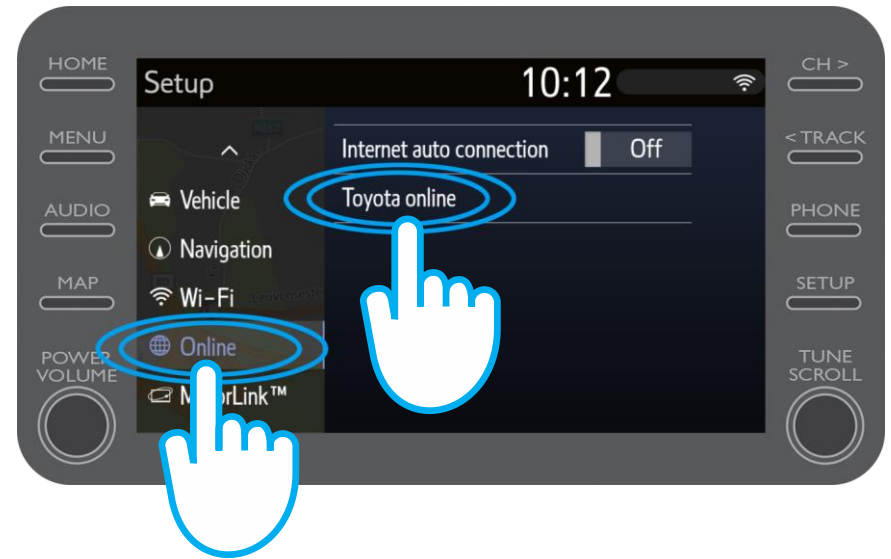 HOME
MENU
AUDIO
MAP
POWER
VOLUME
Setup
10:12
Vehicle
Navigation
Wi-Fi
Online
Internet auto connection
Off
Toyota online
CH >
< TRACK
PHONE
SETUP
TUNE
SCROLL